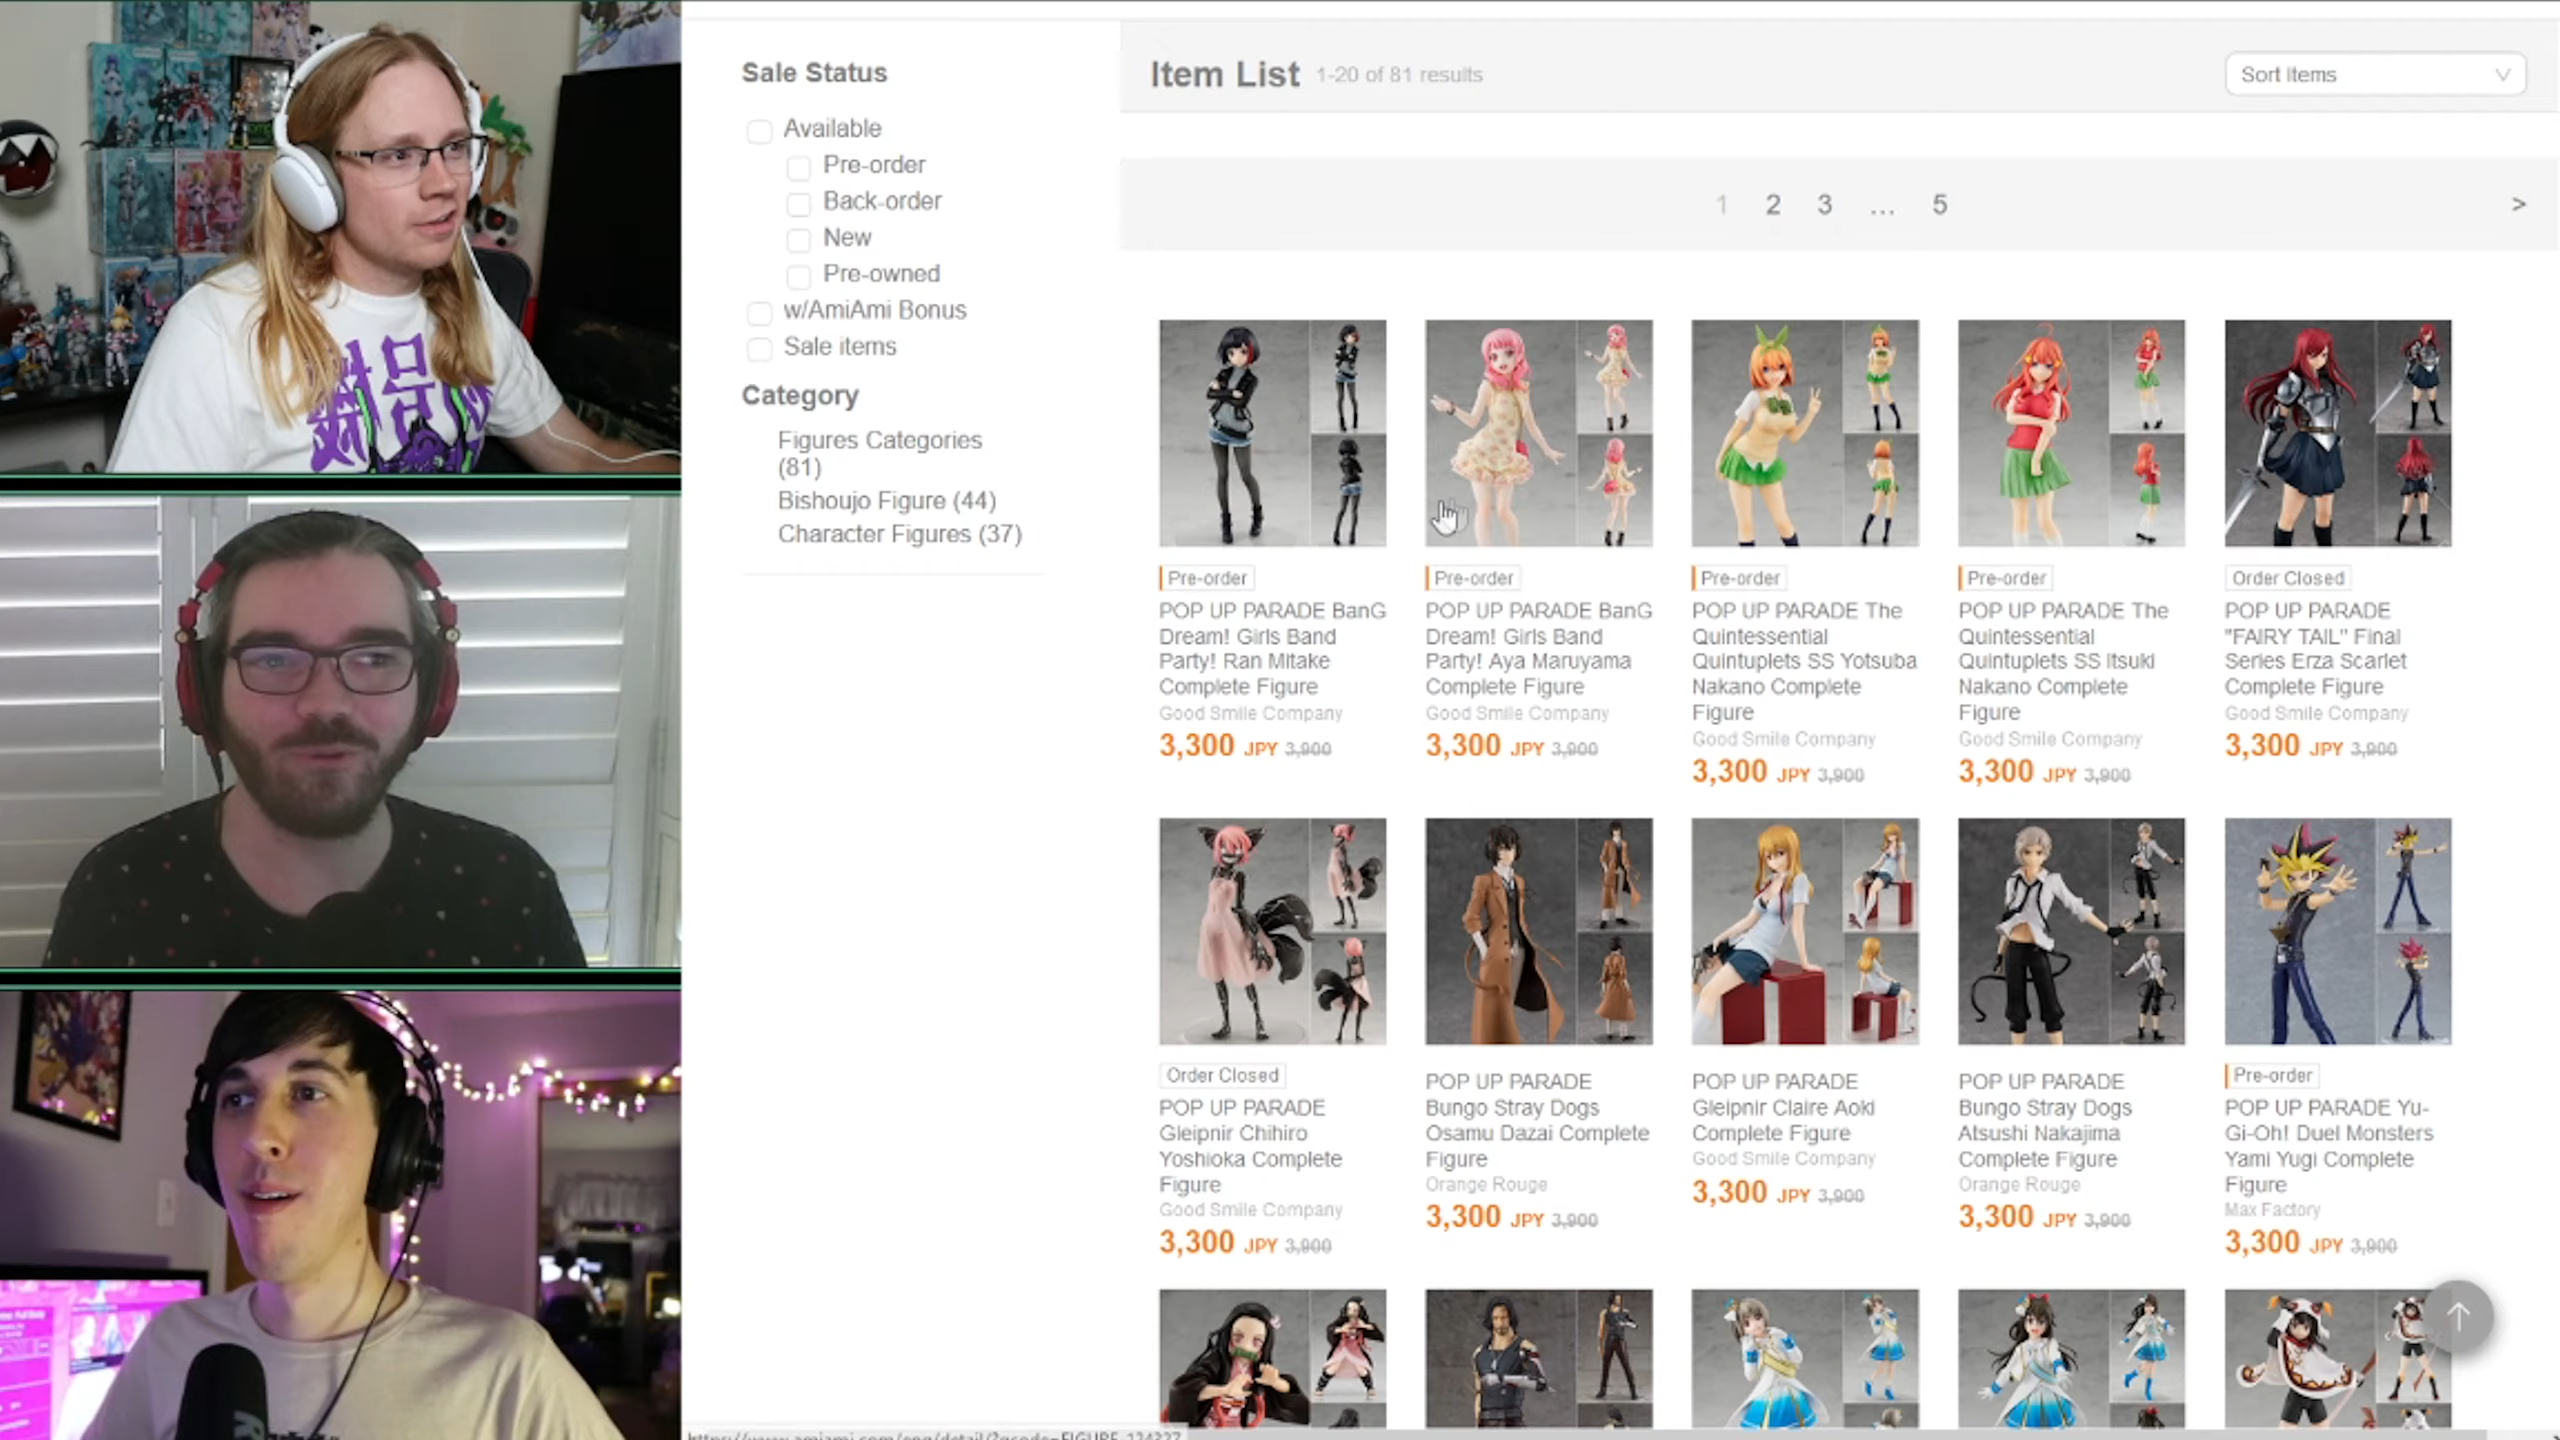 Sale Status
Available
Pre-order
Back-order
New
Pre-owned
w/AmiAmi Bonus
Sale items
Category
Figures Categories
(81)
Bishoujo Figure (44)
Character Figures (37)
Item List 1-20 of 81 results
Sort Items
1 2 3 ... 5 >
Pre-order
POP UP PARADE BanG
Dream! Girls Band
Party! Ran Mitake
Complete Figure
Good Smile Company
3,300 JPY 3,900
Pre-order
POP UP PARADE BanG
Dream! Girls Band
Party! Aya Maruyama
Complete Figure
Good Smile Company
3,300 JPY 3,900
Pre-order
POP UP PARADE The
Quintessential
Quintuplets SS Yotsuba
Nakano Complete
Figure
Good Smile Company
3,300 JPY 3,900
Pre-order
POP UP PARADE The
Quintessential
Quintuplets SS Itsuki
Nakano Complete
Figure
Good Smile Company
3,300 JPY 3,900
Order Closed
POP UP PARADE
"FAIRY TAIL" Final
Series Erza Scarlet
Complete Figure
Good Smile Company
3,300 JPY 3,900
Order Closed
POP UP PARADE
Gleipnir Chihiro
Yoshioka Complete
Figure
Good Smile Company
3,300 JPY 3,900
POP UP PARADE
Bungo Stray Dogs
Osamu Dazai Complete
Figure
Orange Rouge
3,300 JPY 3,900
POP UP PARADE
Gleipnir Claire Aoki
Complete Figure
Good Smile Company
3,300 JPY 3,900
POP UP PARADE
Bungo Stray Dogs
Atsushi Nakajima
Complete Figure
Orange Rouge
3,300 JPY 3,900
Pre-order
POP UP PARADE Yu-
Gi-Oh! Duel Monsters
Yami Yugi Complete
Figure
Max Factory
3,300 JPY 3,900
https://www.amiami.com/eng/detail/?gcode=FIGURE-124327